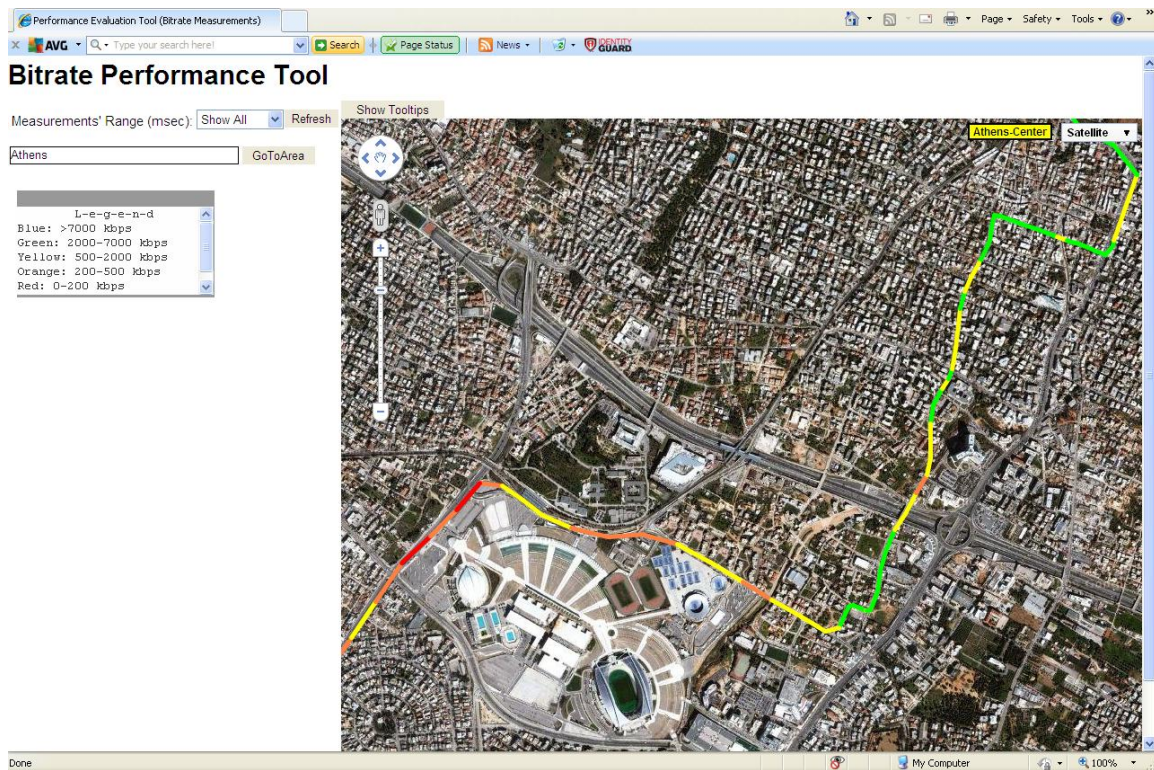 Performance Evaluation Tool (Bitrate Measurements)
Page Safety Tools
AVG Type your search here! Search Page Status News IDENTITY GUARD
Bitrate Performance Tool
Measurements' Range (msec): Show All Refresh
Show Tooltips
Athens GoToArea
Athens-Center Satellite
L-e-g-e-n-d
Blue: >7000 kbps
Green: 2000-7000 kbps
Yellow: 500-2000 kbps
Orange: 200-500 kbps
Red: 0-200 kbps
Done My Computer 100%